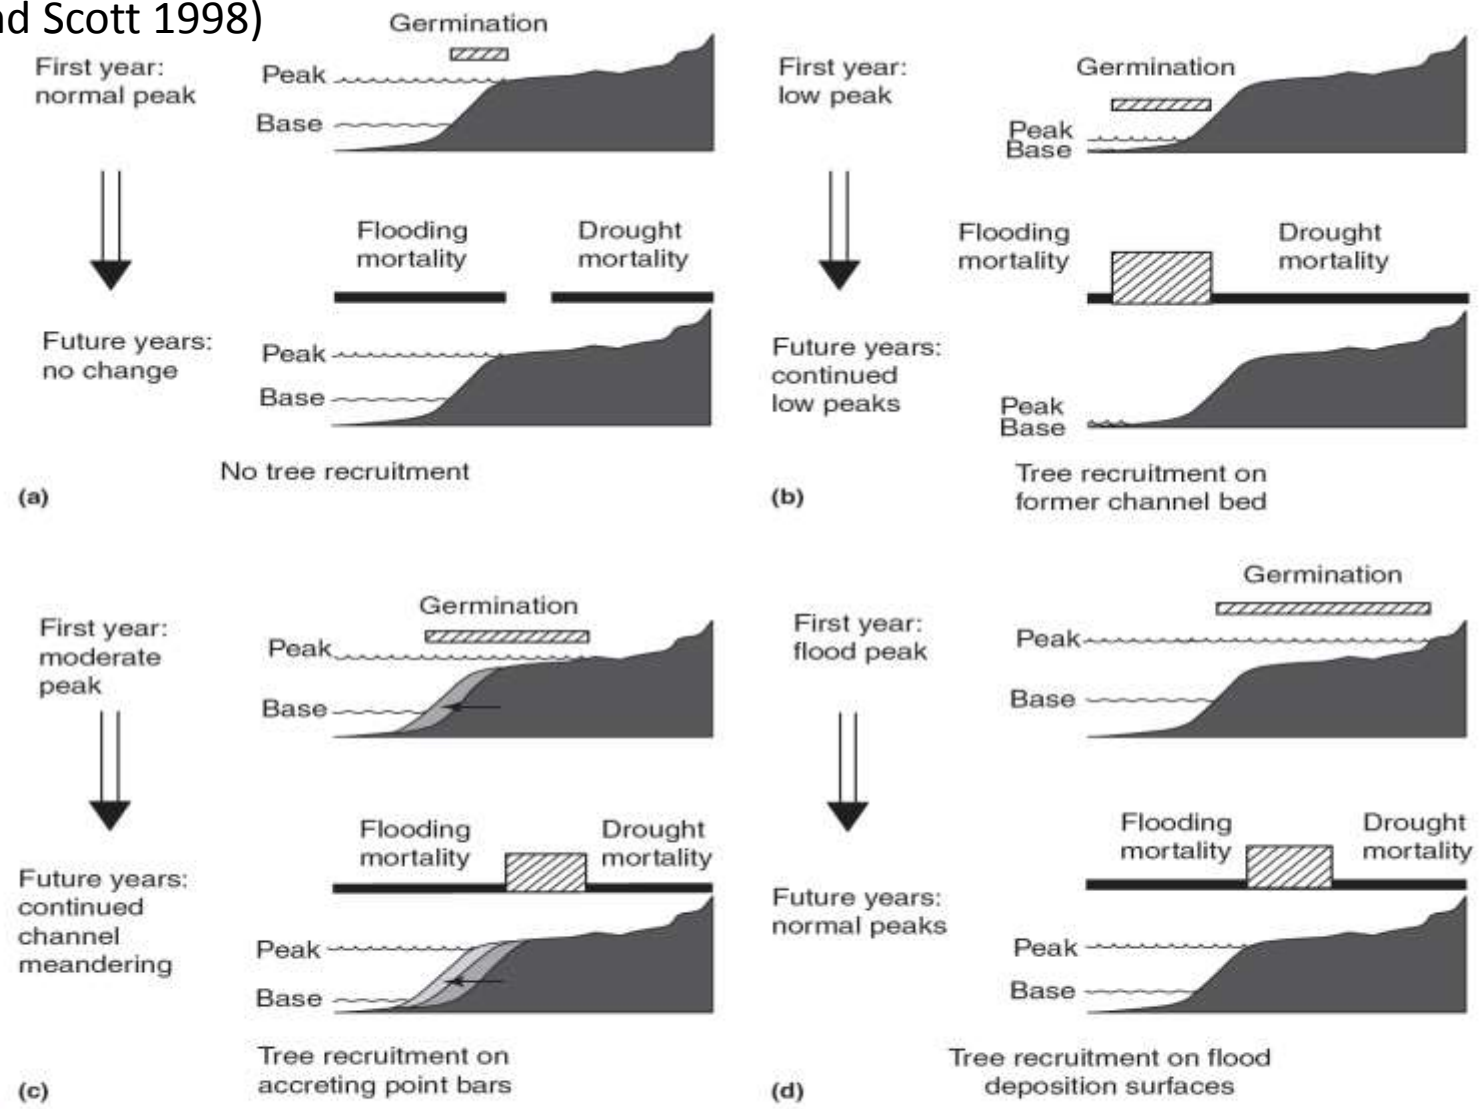 nd Scott 1998)
Germination
First year:
normal peak
Peak
Base
Flooding
mortality
Drought
mortality
Future years:
no change
Peak
Base
No tree recruitment
(a)
First year:
low peak
Germination
Peak
Base
Flooding
mortality
Drought
mortality
Future years:
continued
low peaks
Peak
Base
Tree recruitment on
former channel bed
(b)
First year:
moderate
peak
Germination
Peak
Base
Flooding
mortality
Drought
mortality
Future years:
continued
channel
meandering
Peak
Base
Tree recruitment on
accreting point bars
(c)
Germination
First year:
flood peak
Peak
Base
Flooding
mortality
Drought
mortality
Future years:
normal peaks
Peak
Base
Tree recruitment on flood
deposition surfaces
(d)